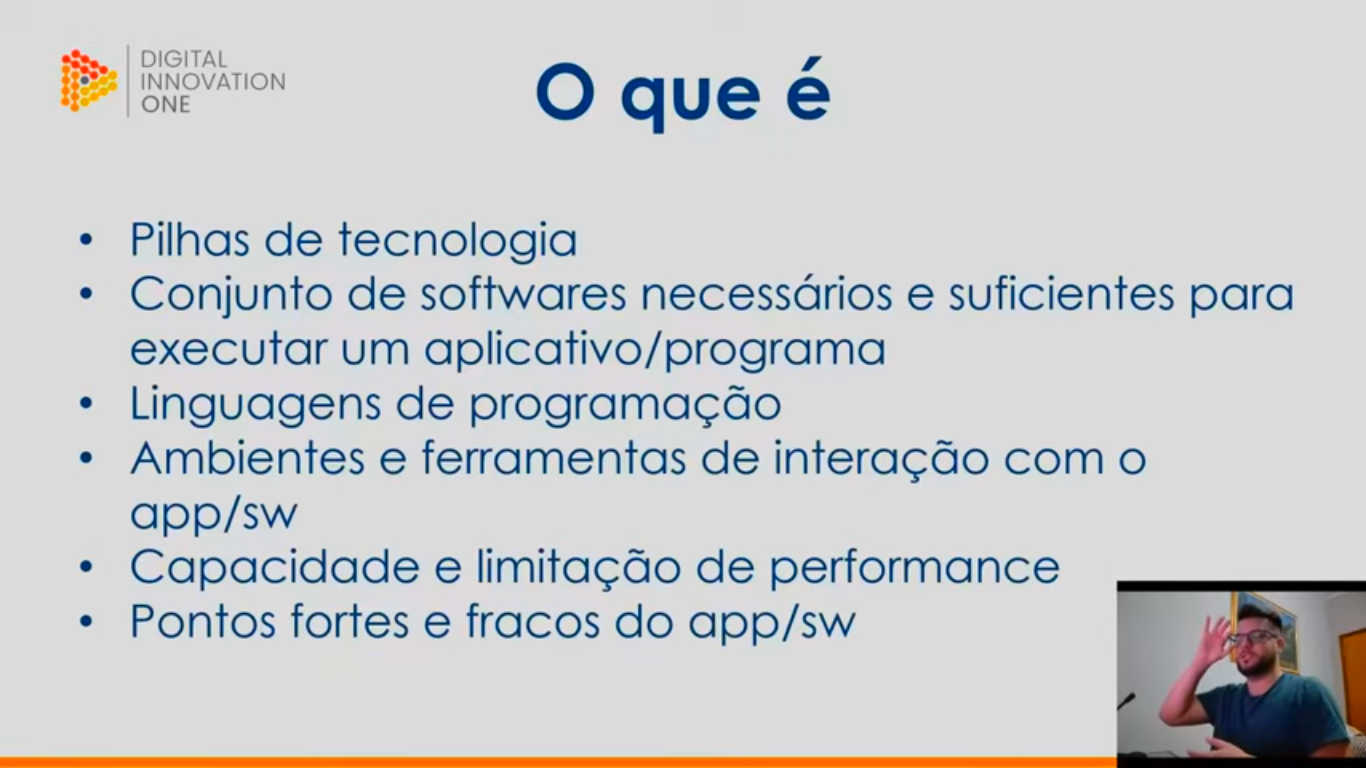 DIGITAL
INNOVATION
ONE
O que é
• Pilhas de tecnologia
• Conjunto de softwares necessários e suficientes para
executar um aplicativo/programa
• Linguagens de programação
• Ambientes e ferramentas de interação com o
app/sw
• Capacidade e limitação de performance
• Pontos fortes e fracos do app/sw